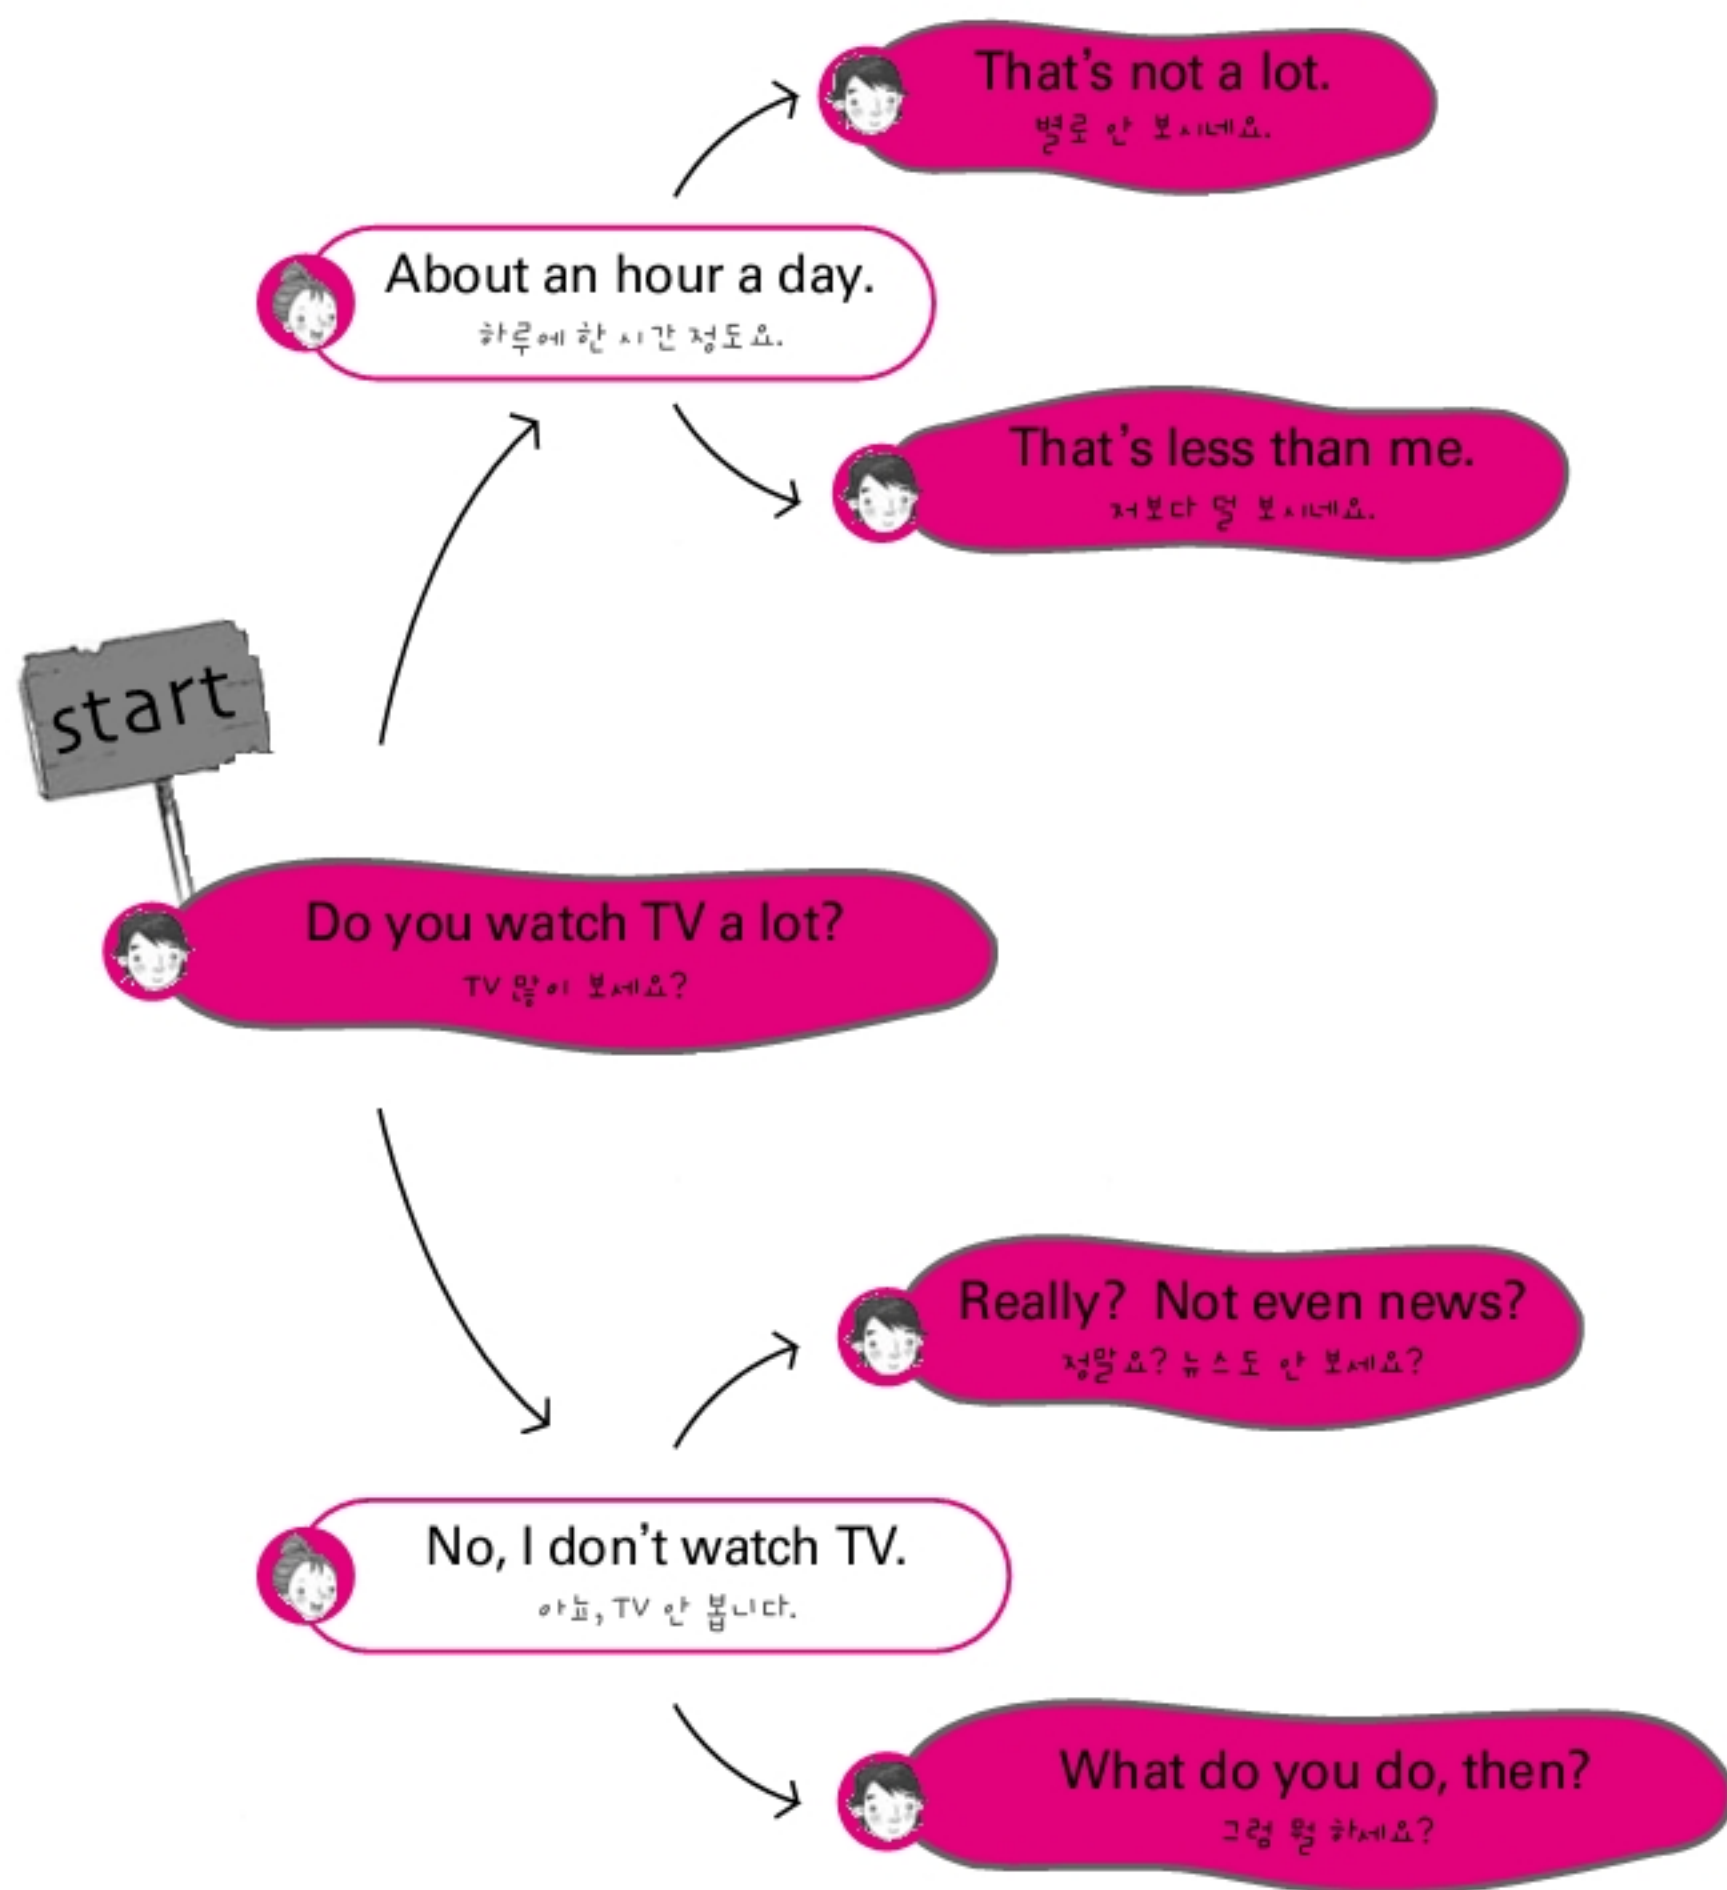 That's not a lot.
별로 안 보시네요.
About an hour a day.
하루에 한 시간 정도요.
That's less than me.
저보다 덜 보시네요.
start
Do you watch TV a lot?
TV 많이 보세요?
Really? Not even news?
정말요? 뉴스도 안 보세요?
No, I don't watch TV.
아뇨, TV 안 봅니다.
What do you do, then?
그럼 뭘 하세요?